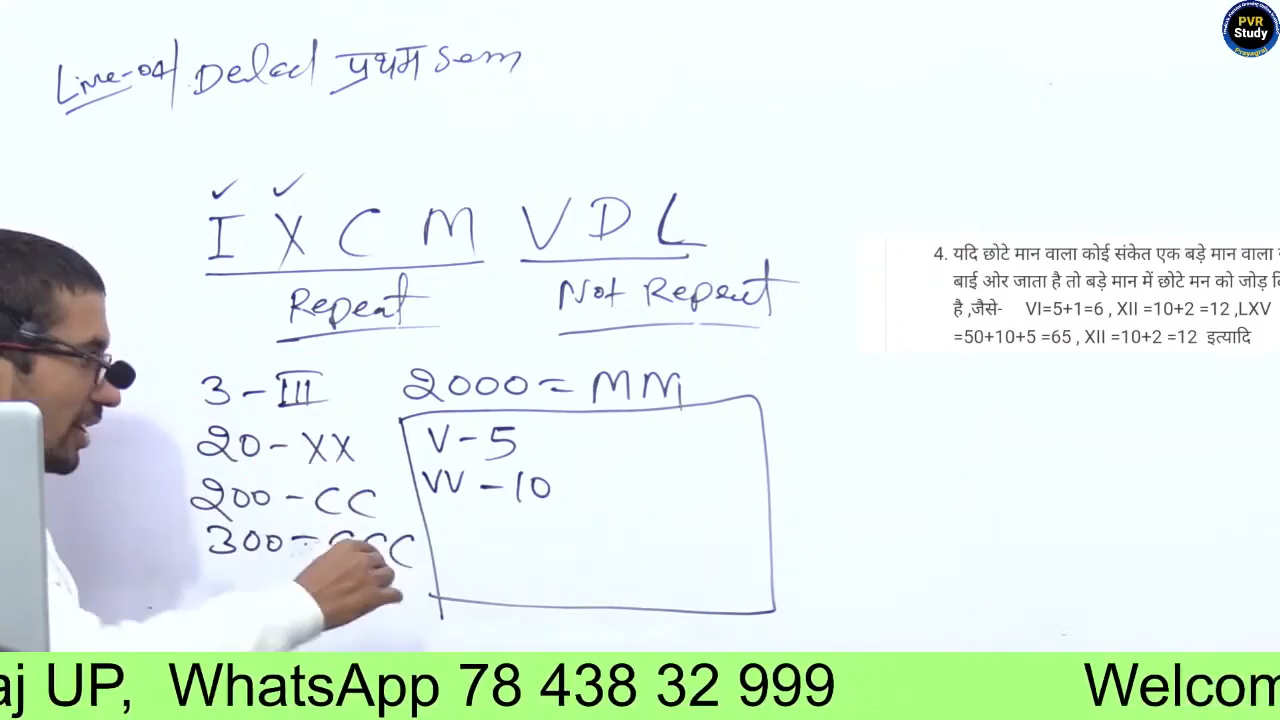 PVR
Study
Prayagraj
Live-04/ Deled प्रथम Sem
I X C M V D L
Repeat Not Repeat
3 - III 2000 = MM
20 - XX V - 5
200 - CC VV - 10
300 - CCC
4. यदि छोटे मान वाला कोई संकेत एक बड़े मान वाला
बाई ओर जाता है तो बड़े मान में छोटे मन को जोड़
है ,जैसे- VI=5+1=6 , XII =10+2 =12 ,LXV
=50+10+5 =65 , XII =10+2 =12 इत्यादि
aj UP, WhatsApp 78 438 32 999 Welcom